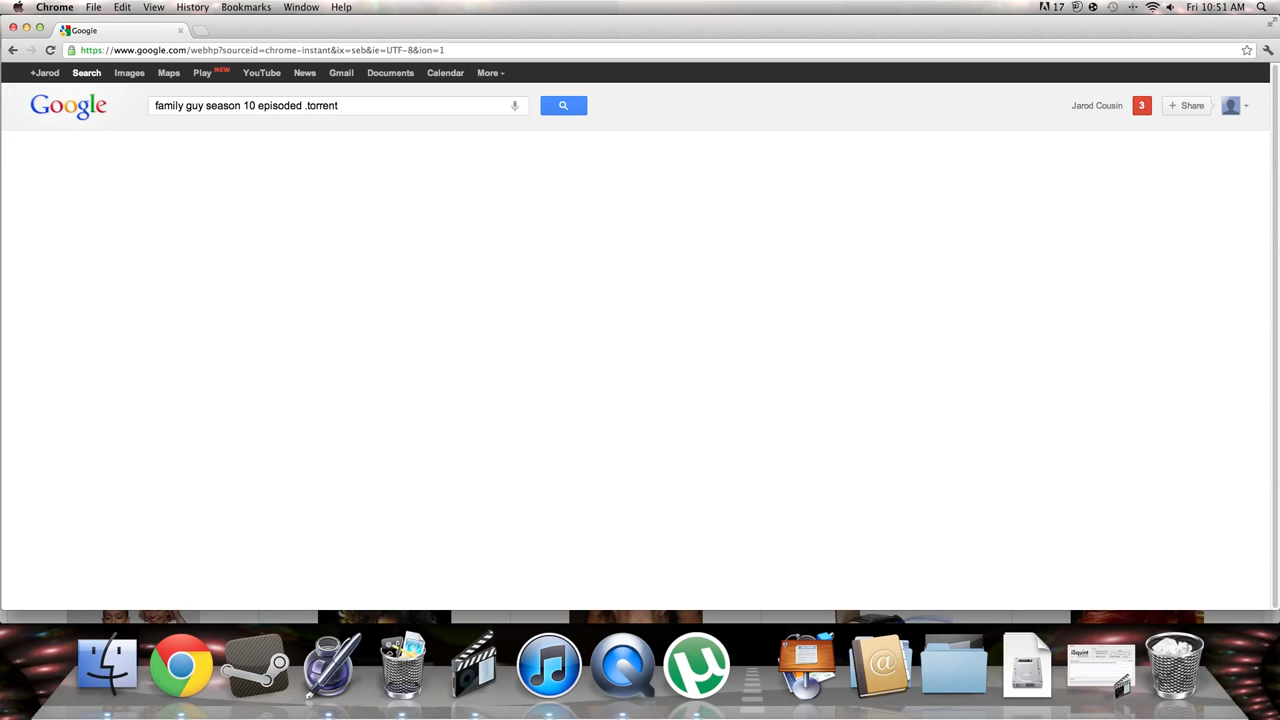 Chrome File Edit View History Bookmarks Window Help 17 Fri 10:51 AM
Google
https://www.google.com/webhp?sourceid=chrome-instant&ix=seb&ie=UTF-8&ion=1
+Jarod Search Images Maps Play NEW YouTube News Gmail Documents Calendar More
Google family guy season 10 episoded .torrent Jarod Cousin 3 + Share
iSquint